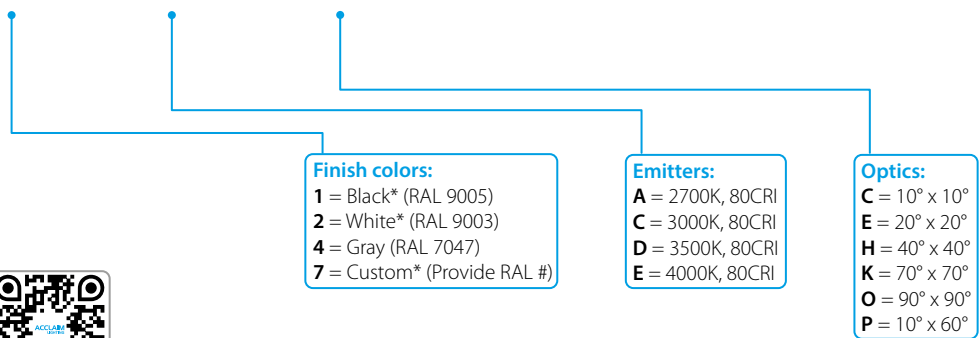 Finish colors:
1 = Black* (RAL 9005)
2 = White* (RAL 9003)
4 = Gray (RAL 7047)
7 = Custom* (Provide RAL #)
Emitters:
A = 2700K, 80CRI
C = 3000K, 80CRI
D = 3500K, 80CRI
E = 4000K, 80CRI
Optics:
C = 10° x 10°
E = 20° x 20°
H = 40° x 40°
K = 70° x 70°
O = 90° x 90°
P = 10° x 60°
ACCLAIM
LIGHTING